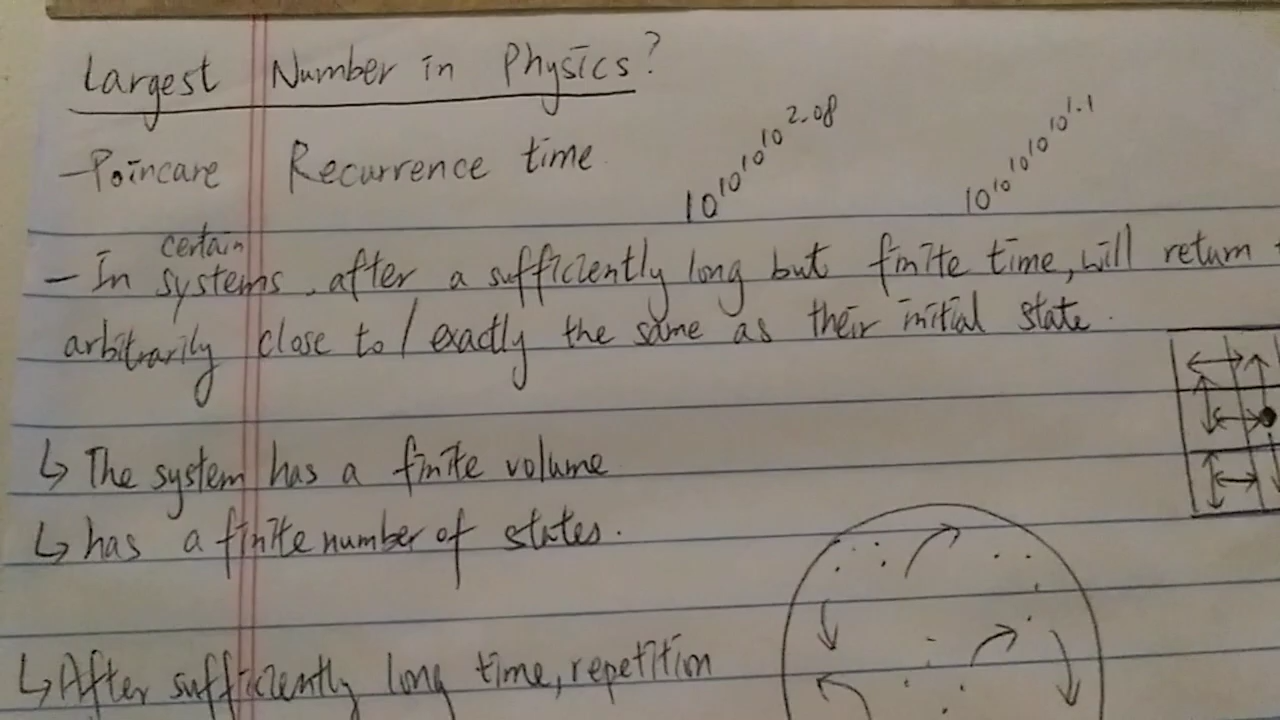 Largest Number in Physics?
-Poincare Recurrence time 10^10^10^10^2.08 10^10^10^10^10^1.1
- In certain systems, after a sufficiently long but finite time, will return
arbitrarily close to / exactly the same as their initial state.
↳ The system has a finite volume
↳ has a finite number of states.
↳ After sufficiently long time, repetition